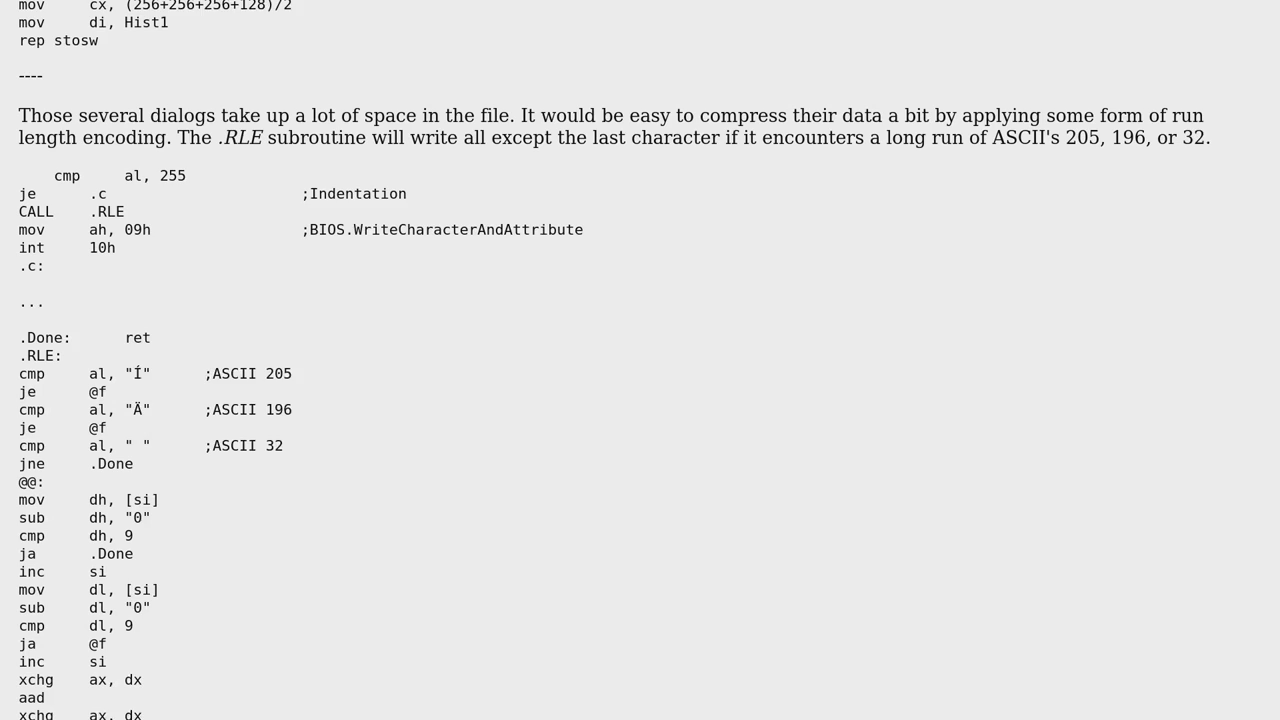 mov     cx, (256+256+256+128)/2
mov     di, Hist1
rep stosw
----
Those several dialogs take up a lot of space in the file. It would be easy to compress their data a bit by applying some form of run
length encoding. The .RLE subroutine will write all except the last character if it encounters a long run of ASCII's 205, 196, or 32.
    cmp     al, 255
je      .c                      ;Indentation
CALL    .RLE
mov     ah, 09h                 ;BIOS.WriteCharacterAndAttribute
int     10h
.c:
...
.Done:      ret
.RLE:
cmp     al, "Í"      ;ASCII 205
je      @f
cmp     al, "Ä"      ;ASCII 196
je      @f
cmp     al, " "      ;ASCII 32
jne     .Done
@@:
mov     dh, [si]
sub     dh, "0"
cmp     dh, 9
ja      .Done
inc     si
mov     dl, [si]
sub     dl, "0"
cmp     dl, 9
ja      @f
inc     si
xchg    ax, dx
aad
xchg    ax, dx